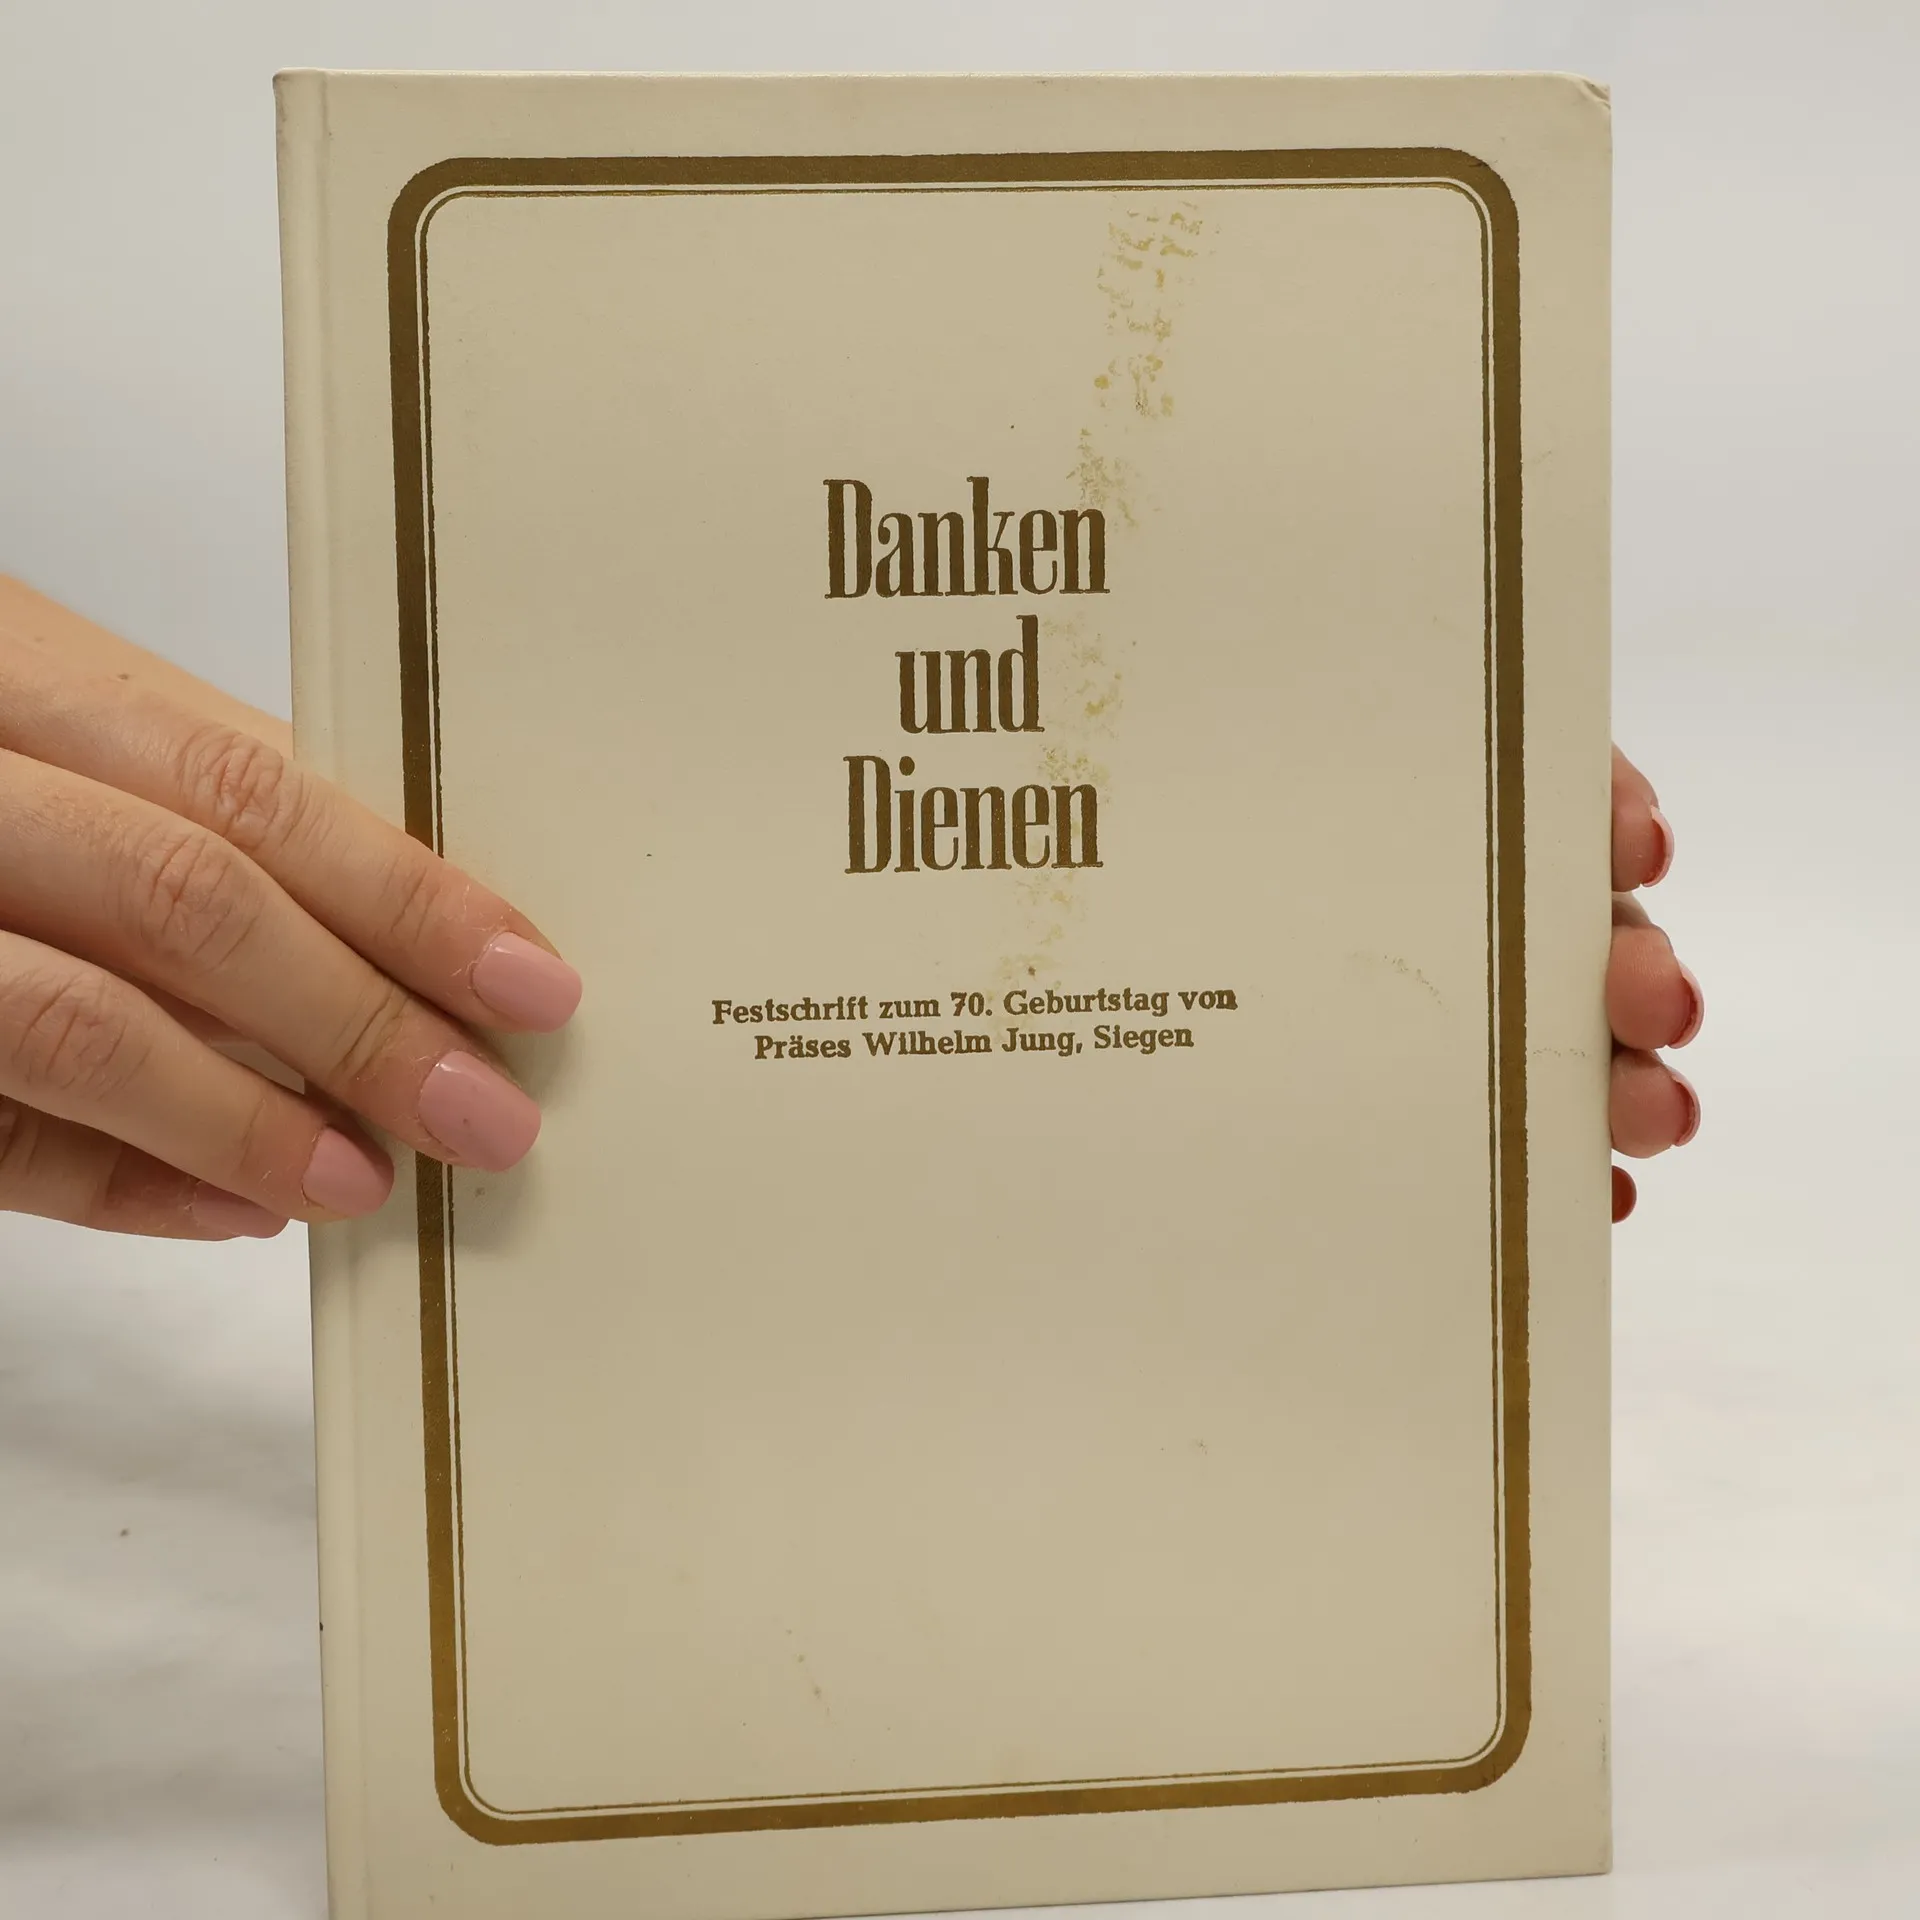 Danken
und
Dienen
Festschrift zum 70. Geburtstag von
Präses Wilhelm Jung, Siegen